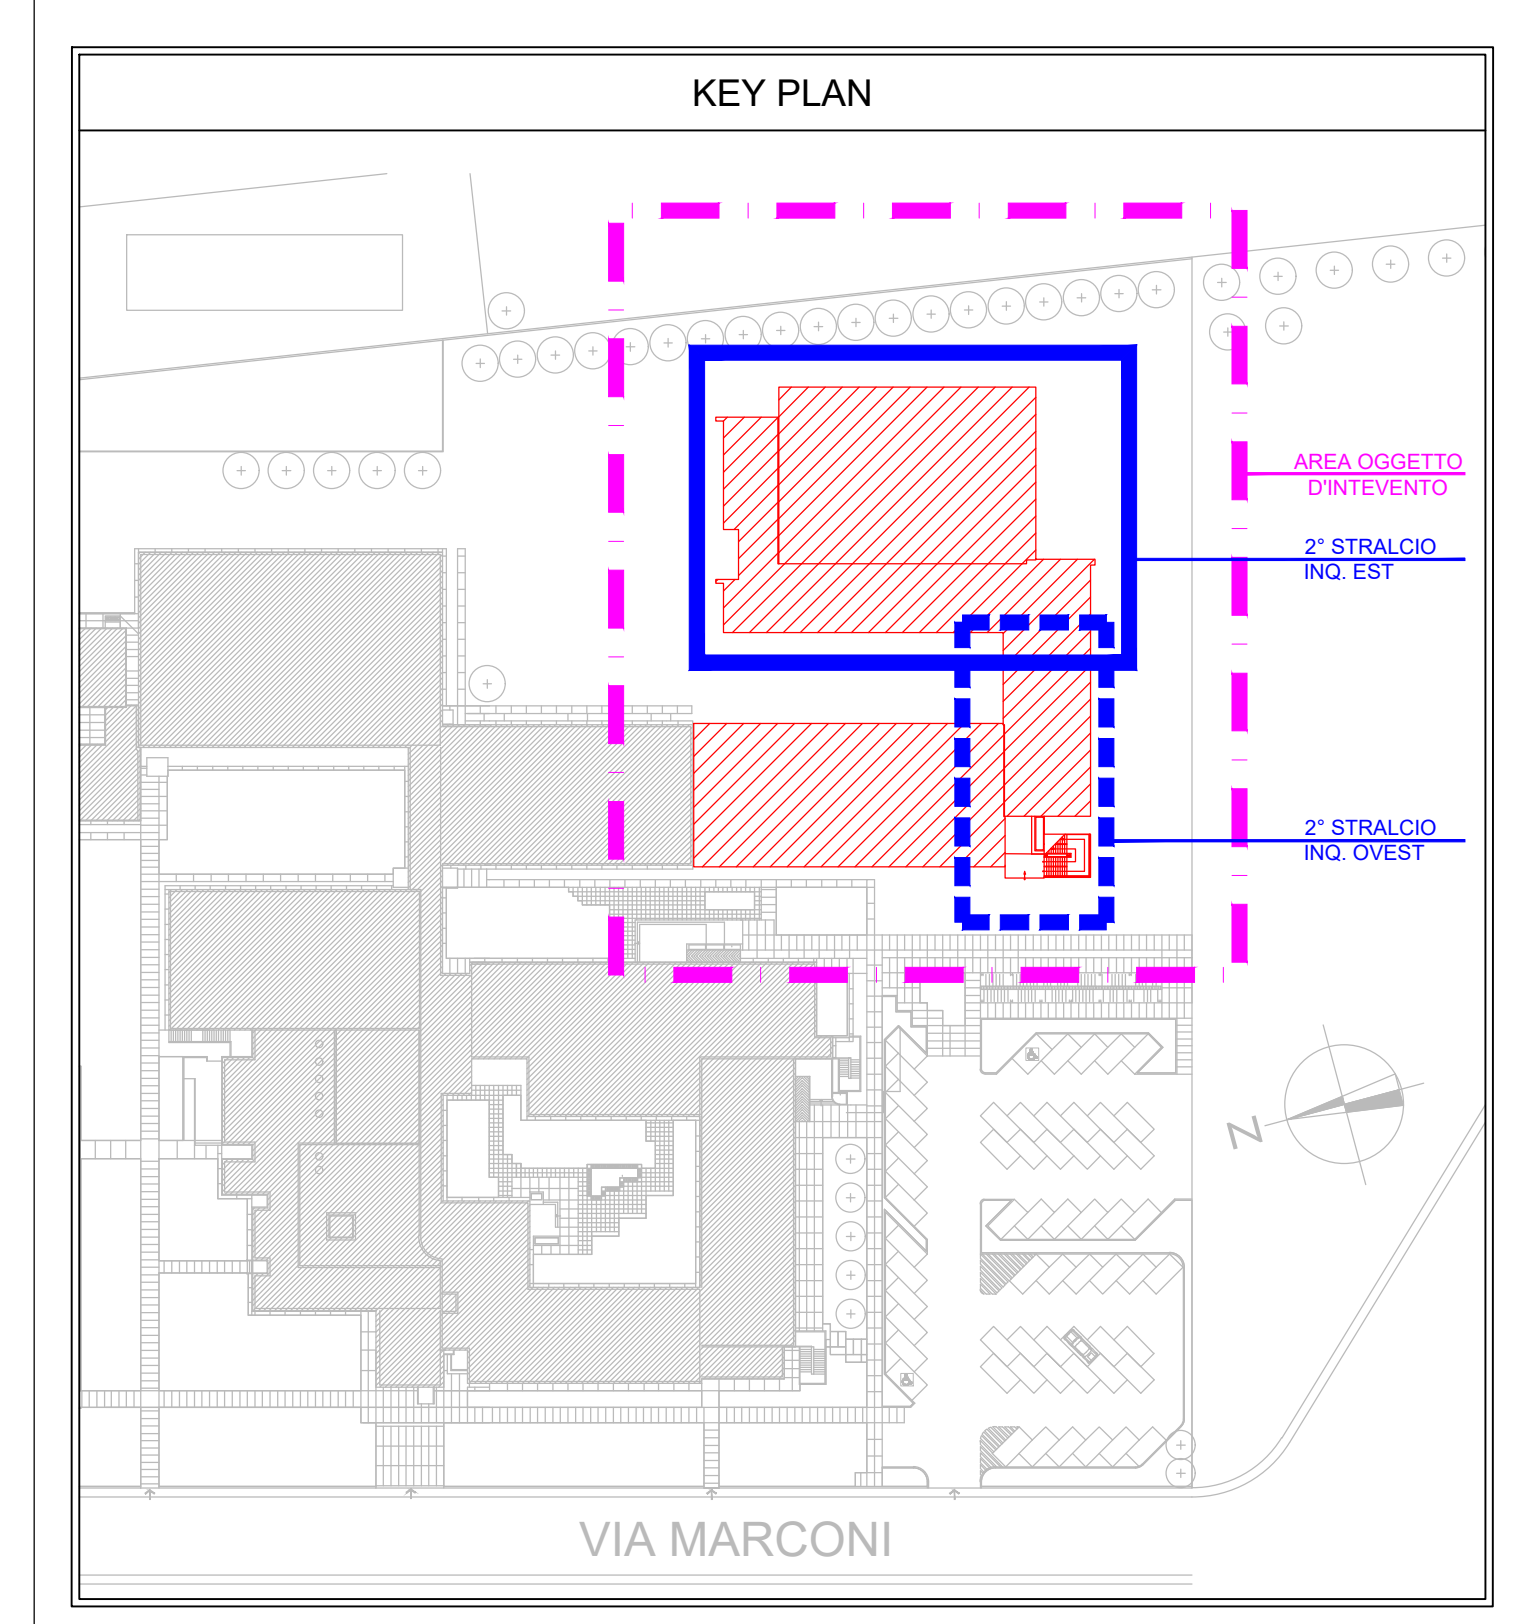 KEY PLAN
AREA OGGETTO
D'INTEVENTO
2° STRALCIO
INQ. EST
2° STRALCIO
INQ. OVEST
N
VIA MARCONI